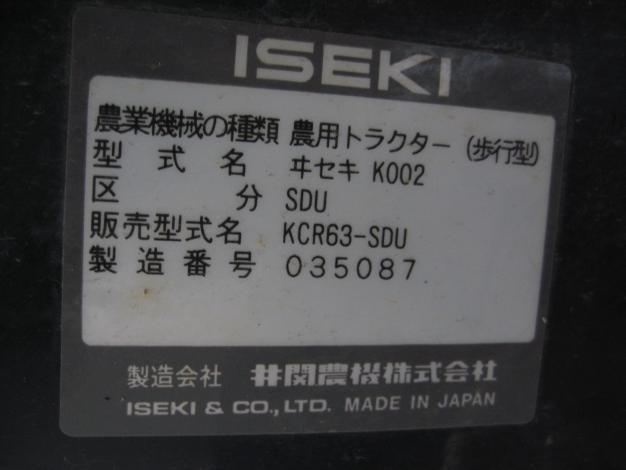 ISEKI
農業機械の種類 農用トラクター (歩行型)
型式名 ヰセキ K002
区分 SDU
販売型式名 KCR63-SDU
製造番号 035087
製造会社 井関農機株式会社
ISEKI & CO., LTD. MADE IN JAPAN